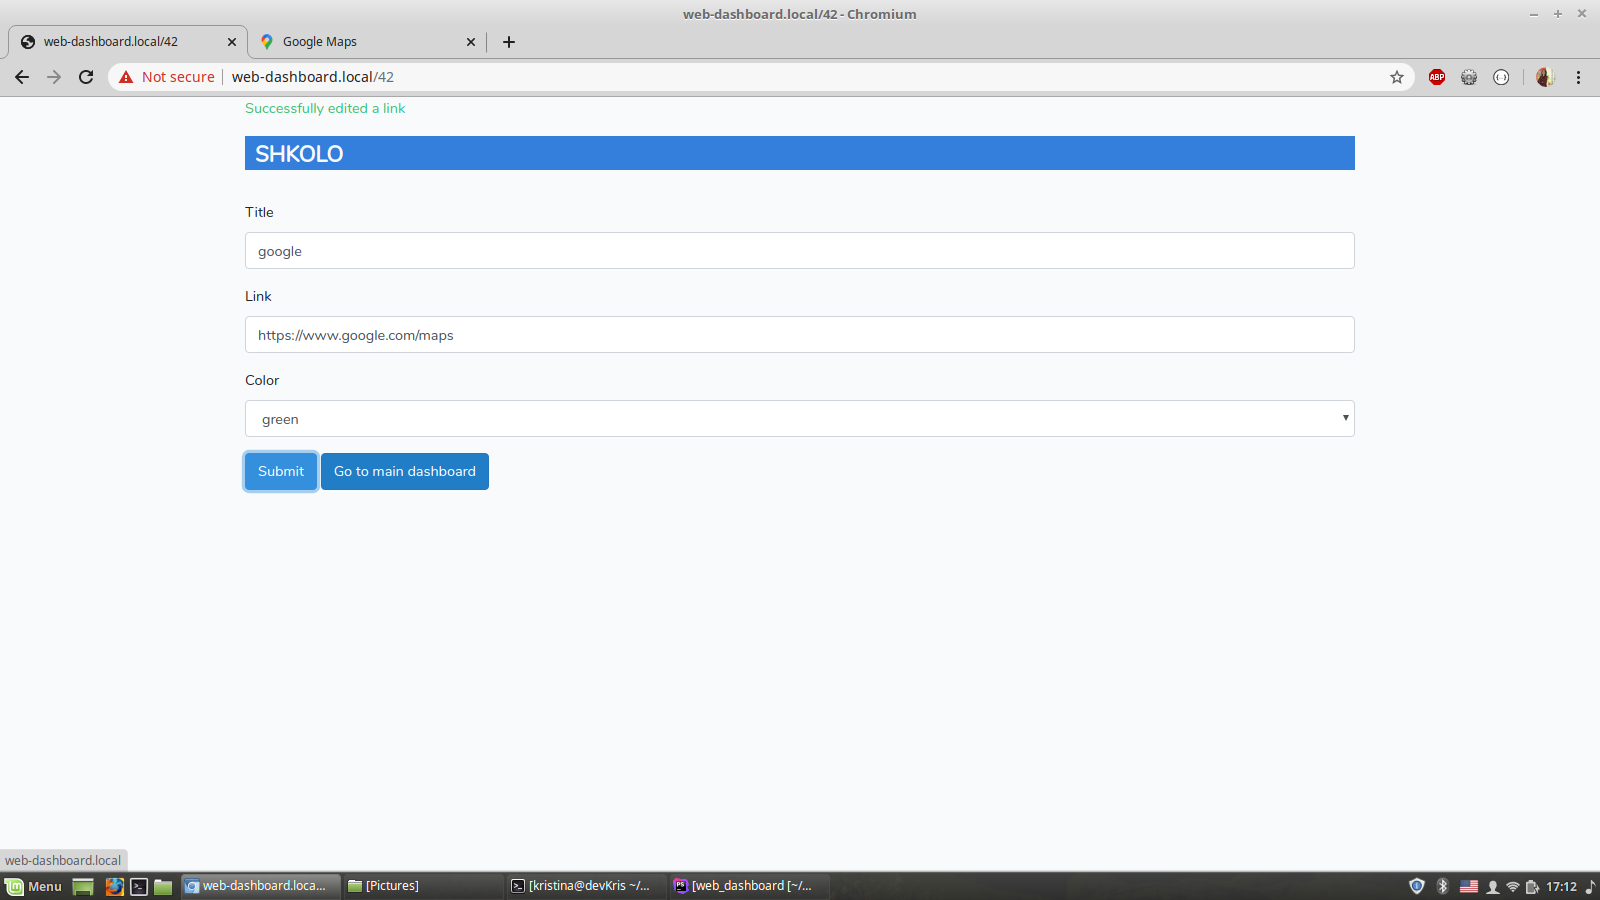 web-dashboard.local/42 - Chromium
web-dashboard.local/42
Google Maps
Not secure
web-dashboard.local/42
ABP
Successfully edited a link
SHKOLO
Title
google
Link
https://www.google.com/maps
Color
green
Submit
Go to main dashboard
web-dashboard.local
Menu
web-dashboard.loca...
[Pictures]
[kristina@devKris ~/...
PS
[web_dashboard [~/...
17:12